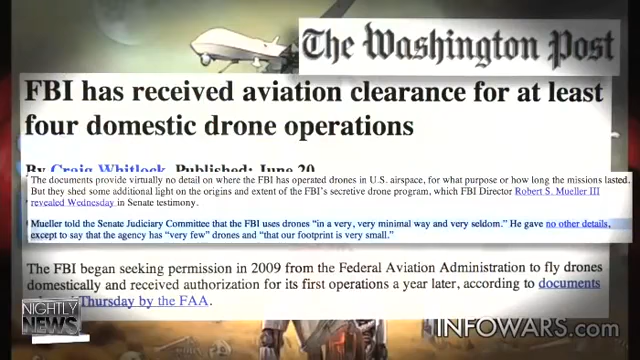 The Washington Post
FBI has received aviation clearance for at least
four domestic drone operations
By Craig Whitlock, Published: June 20
The documents provide virtually no detail on where the FBI has operated drones in U.S. airspace, for what purpose or how long the missions lasted.
But they shed some additional light on the origins and extent of the FBI's secretive drone program, which FBI Director Robert S. Mueller III
revealed Wednesday in Senate testimony.
Mueller told the Senate Judiciary Committee that the FBI uses drones "in a very, very minimal way and very seldom." He gave no other details,
except to say that the agency has "very few" drones and "that our footprint is very small."
The FBI began seeking permission in 2009 from the Federal Aviation Administration to fly drones
domestically and received authorization for its first operations a year later, according to documents
Thursday by the FAA.
NIGHTLY
NEWS
INFOWARS.com